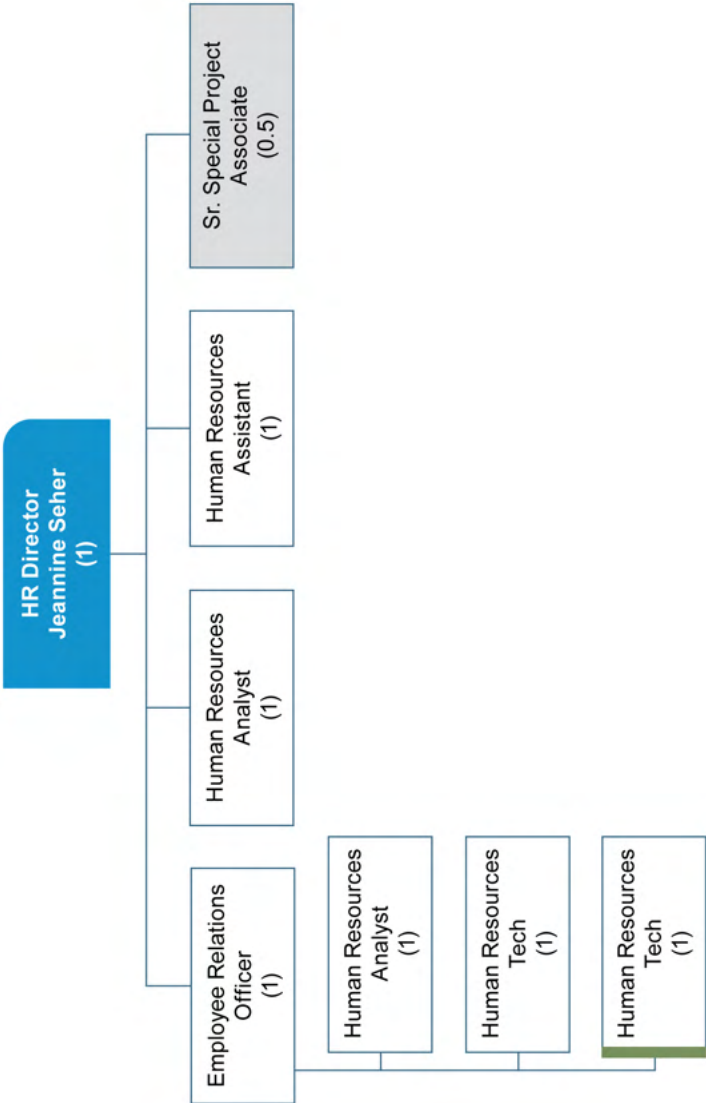 HR Director
Jeannine Seher
(1)
Employee Relations
Officer
(1)
Human Resources
Analyst
(1)
Human Resources
Assistant
(1)
Sr. Special Project
Associate
(0.5)
Human Resources
Analyst
(1)
Human Resources
Tech
(1)
Human Resources
Tech
(1)